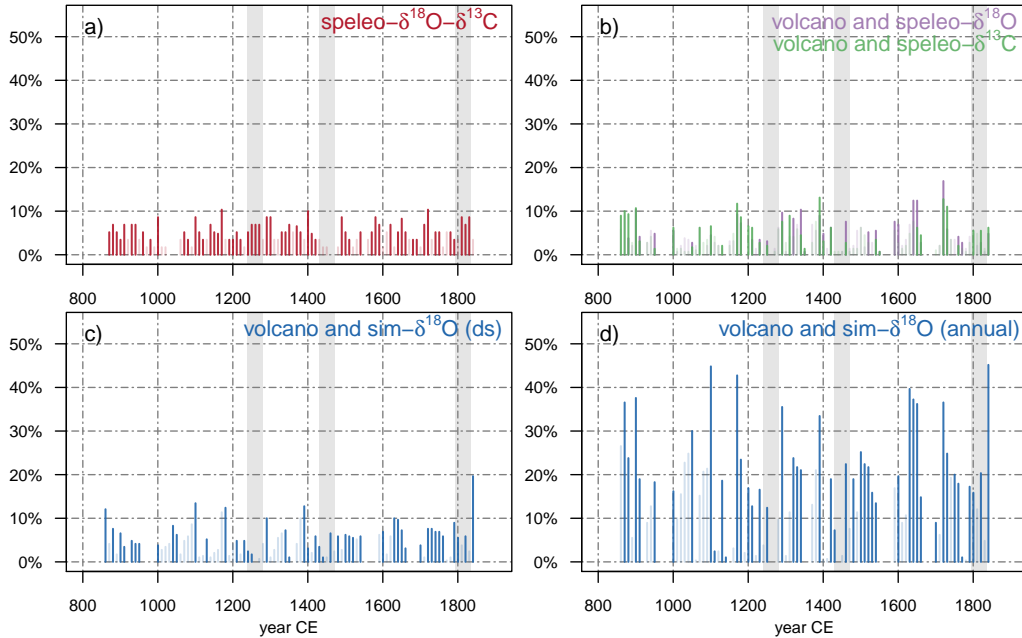 a)
speleo−δ18O−δ13C
50%
40%
30%
20%
10%
0%
800 1000 1200 1400 1600 1800
b)
volcano and speleo−δ18O
volcano and speleo−δ13C
50%
40%
30%
20%
10%
0%
800 1000 1200 1400 1600 1800
c)
volcano and sim−δ18O (ds)
50%
40%
30%
20%
10%
0%
800 1000 1200 1400 1600 1800
year CE
d)
volcano and sim−δ18O (annual)
50%
40%
30%
20%
10%
0%
800 1000 1200 1400 1600 1800
year CE